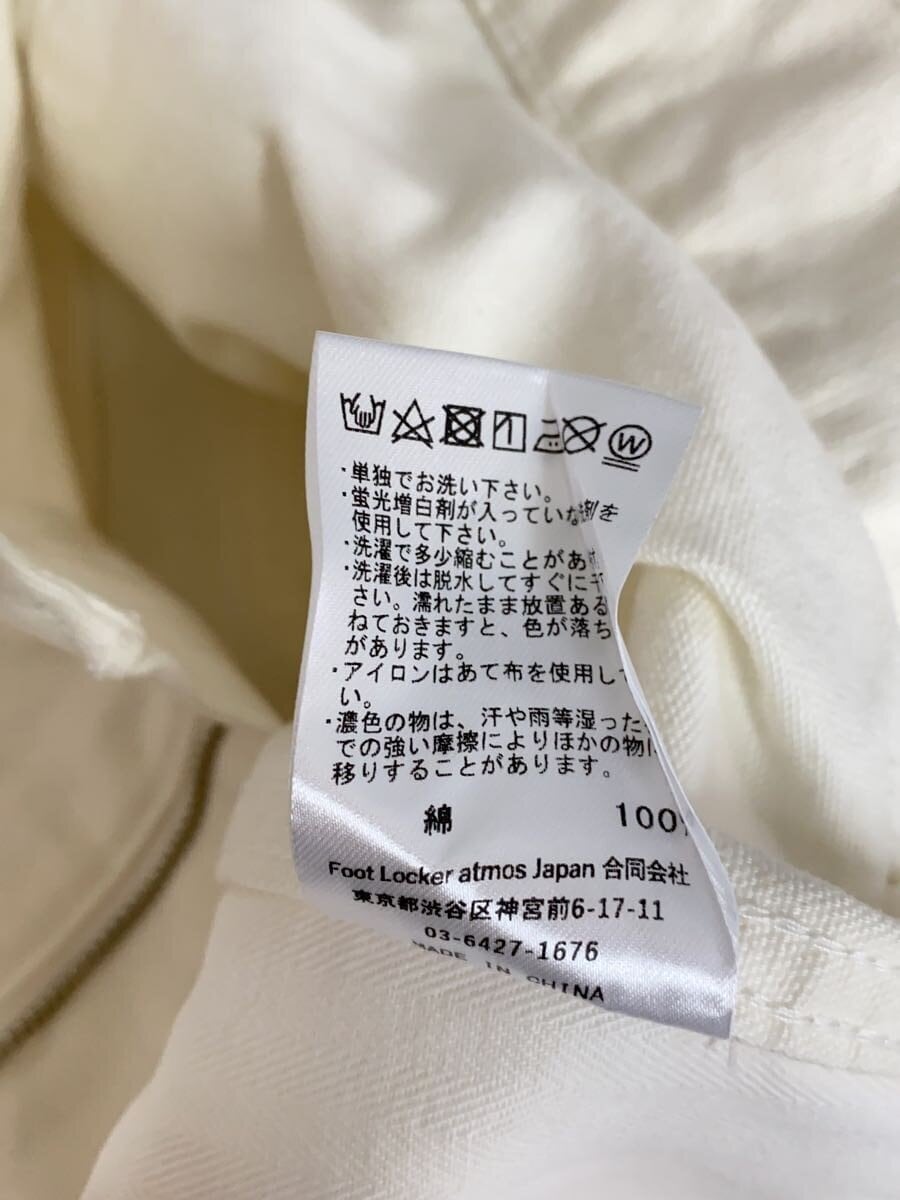 W
・単独でお洗い下さい。
・蛍光増白剤が入っていな 剤を
使用して下さい。
・洗濯で多少縮むことがあ
・洗濯後は脱水してすぐに干
さい。濡れたまま放置ある
ねておきますと、色が落ち
があります。
・アイロンはあて布を使用して
い。
・濃色の物は、汗や雨等湿った
での強い摩擦によりほかの物に
移りすることがあります。
綿 100
Foot Locker atmos Japan 合同会社
東京都渋谷区神宮前6-17-11
03-6427-1676
MADE IN CHINA